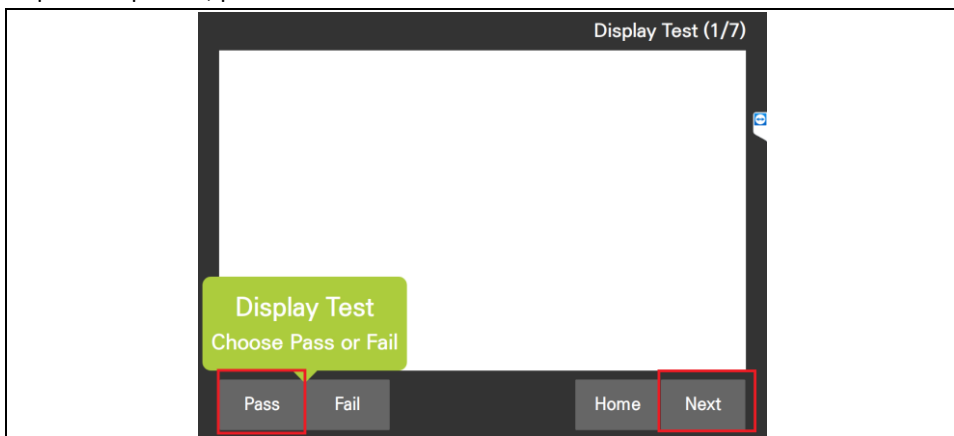 Display Test (1/7)
Display Test
Choose Pass or Fail
Pass Fail Home Next